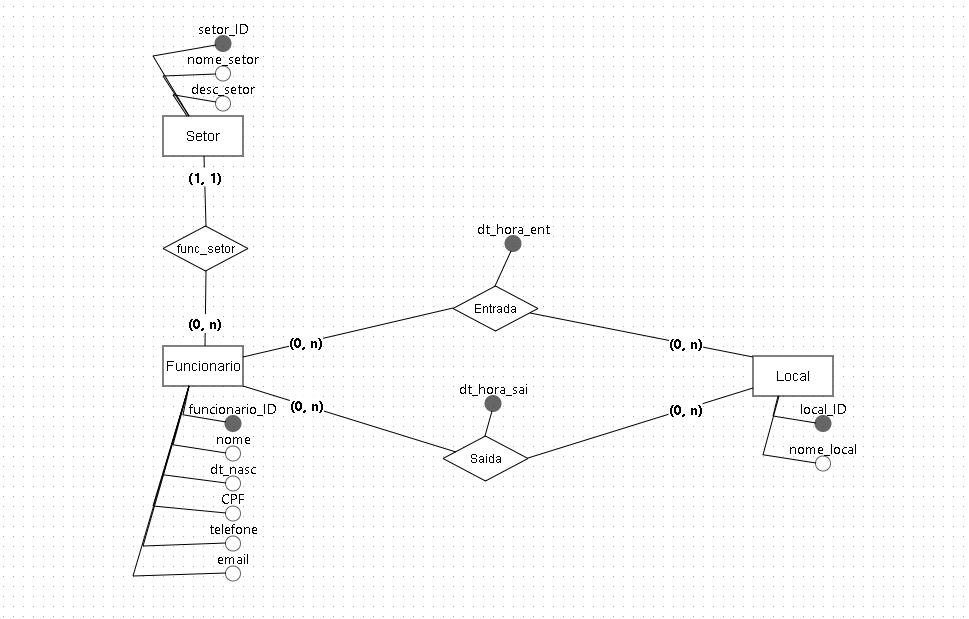 setor_ID
nome_setor
desc_setor
Setor
(1, 1)
func_setor
(0, n)
dt_hora_ent
Entrada
(0, n)
(0, n)
Funcionario
Local
dt_hora_sai
(0, n)
(0, n)
Saida
funcionario_ID
nome
dt_nasc
CPF
telefone
email
local_ID
nome_local